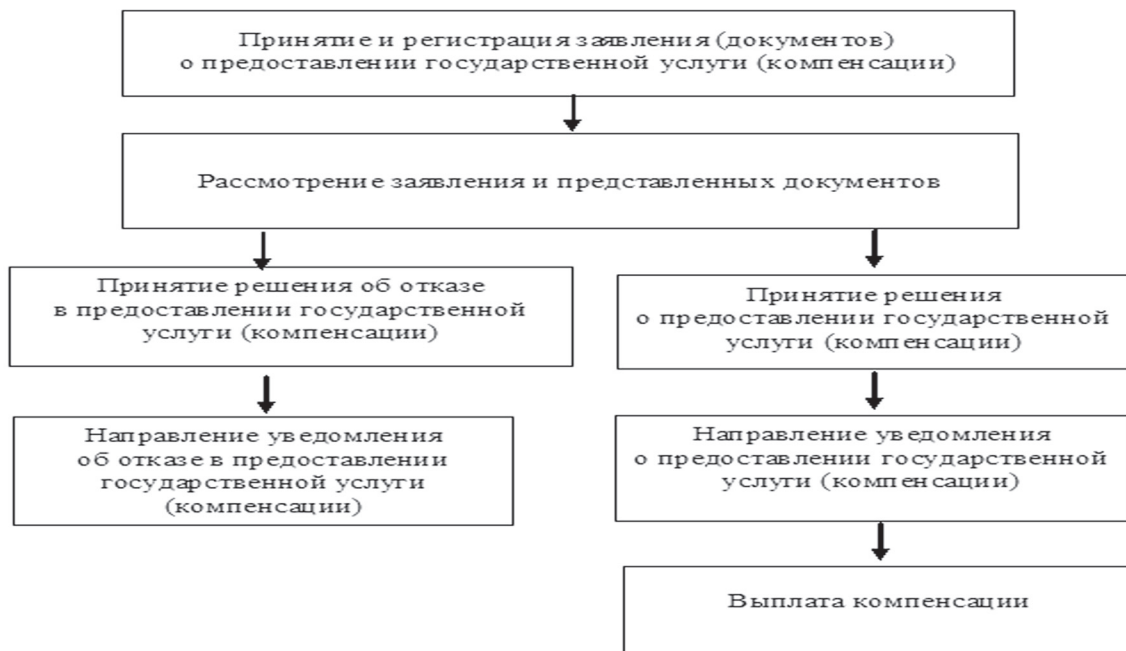 Принятие и регистрация заявления (документов)
о предоставлении государственной услуги (компенсации)
Рассмотрение заявления и представленных документов
Принятие решения об отказе
в предоставлении государственной
услуги (компенсации)
Принятие решения
о предоставлении государственной
услуги (компенсации)
Направление уведомления
об отказе в предоставлении
государственной услуги
(компенсации)
Направление уведомления
о предоставлении государственной
услуги (компенсации)
Выплата компенсации